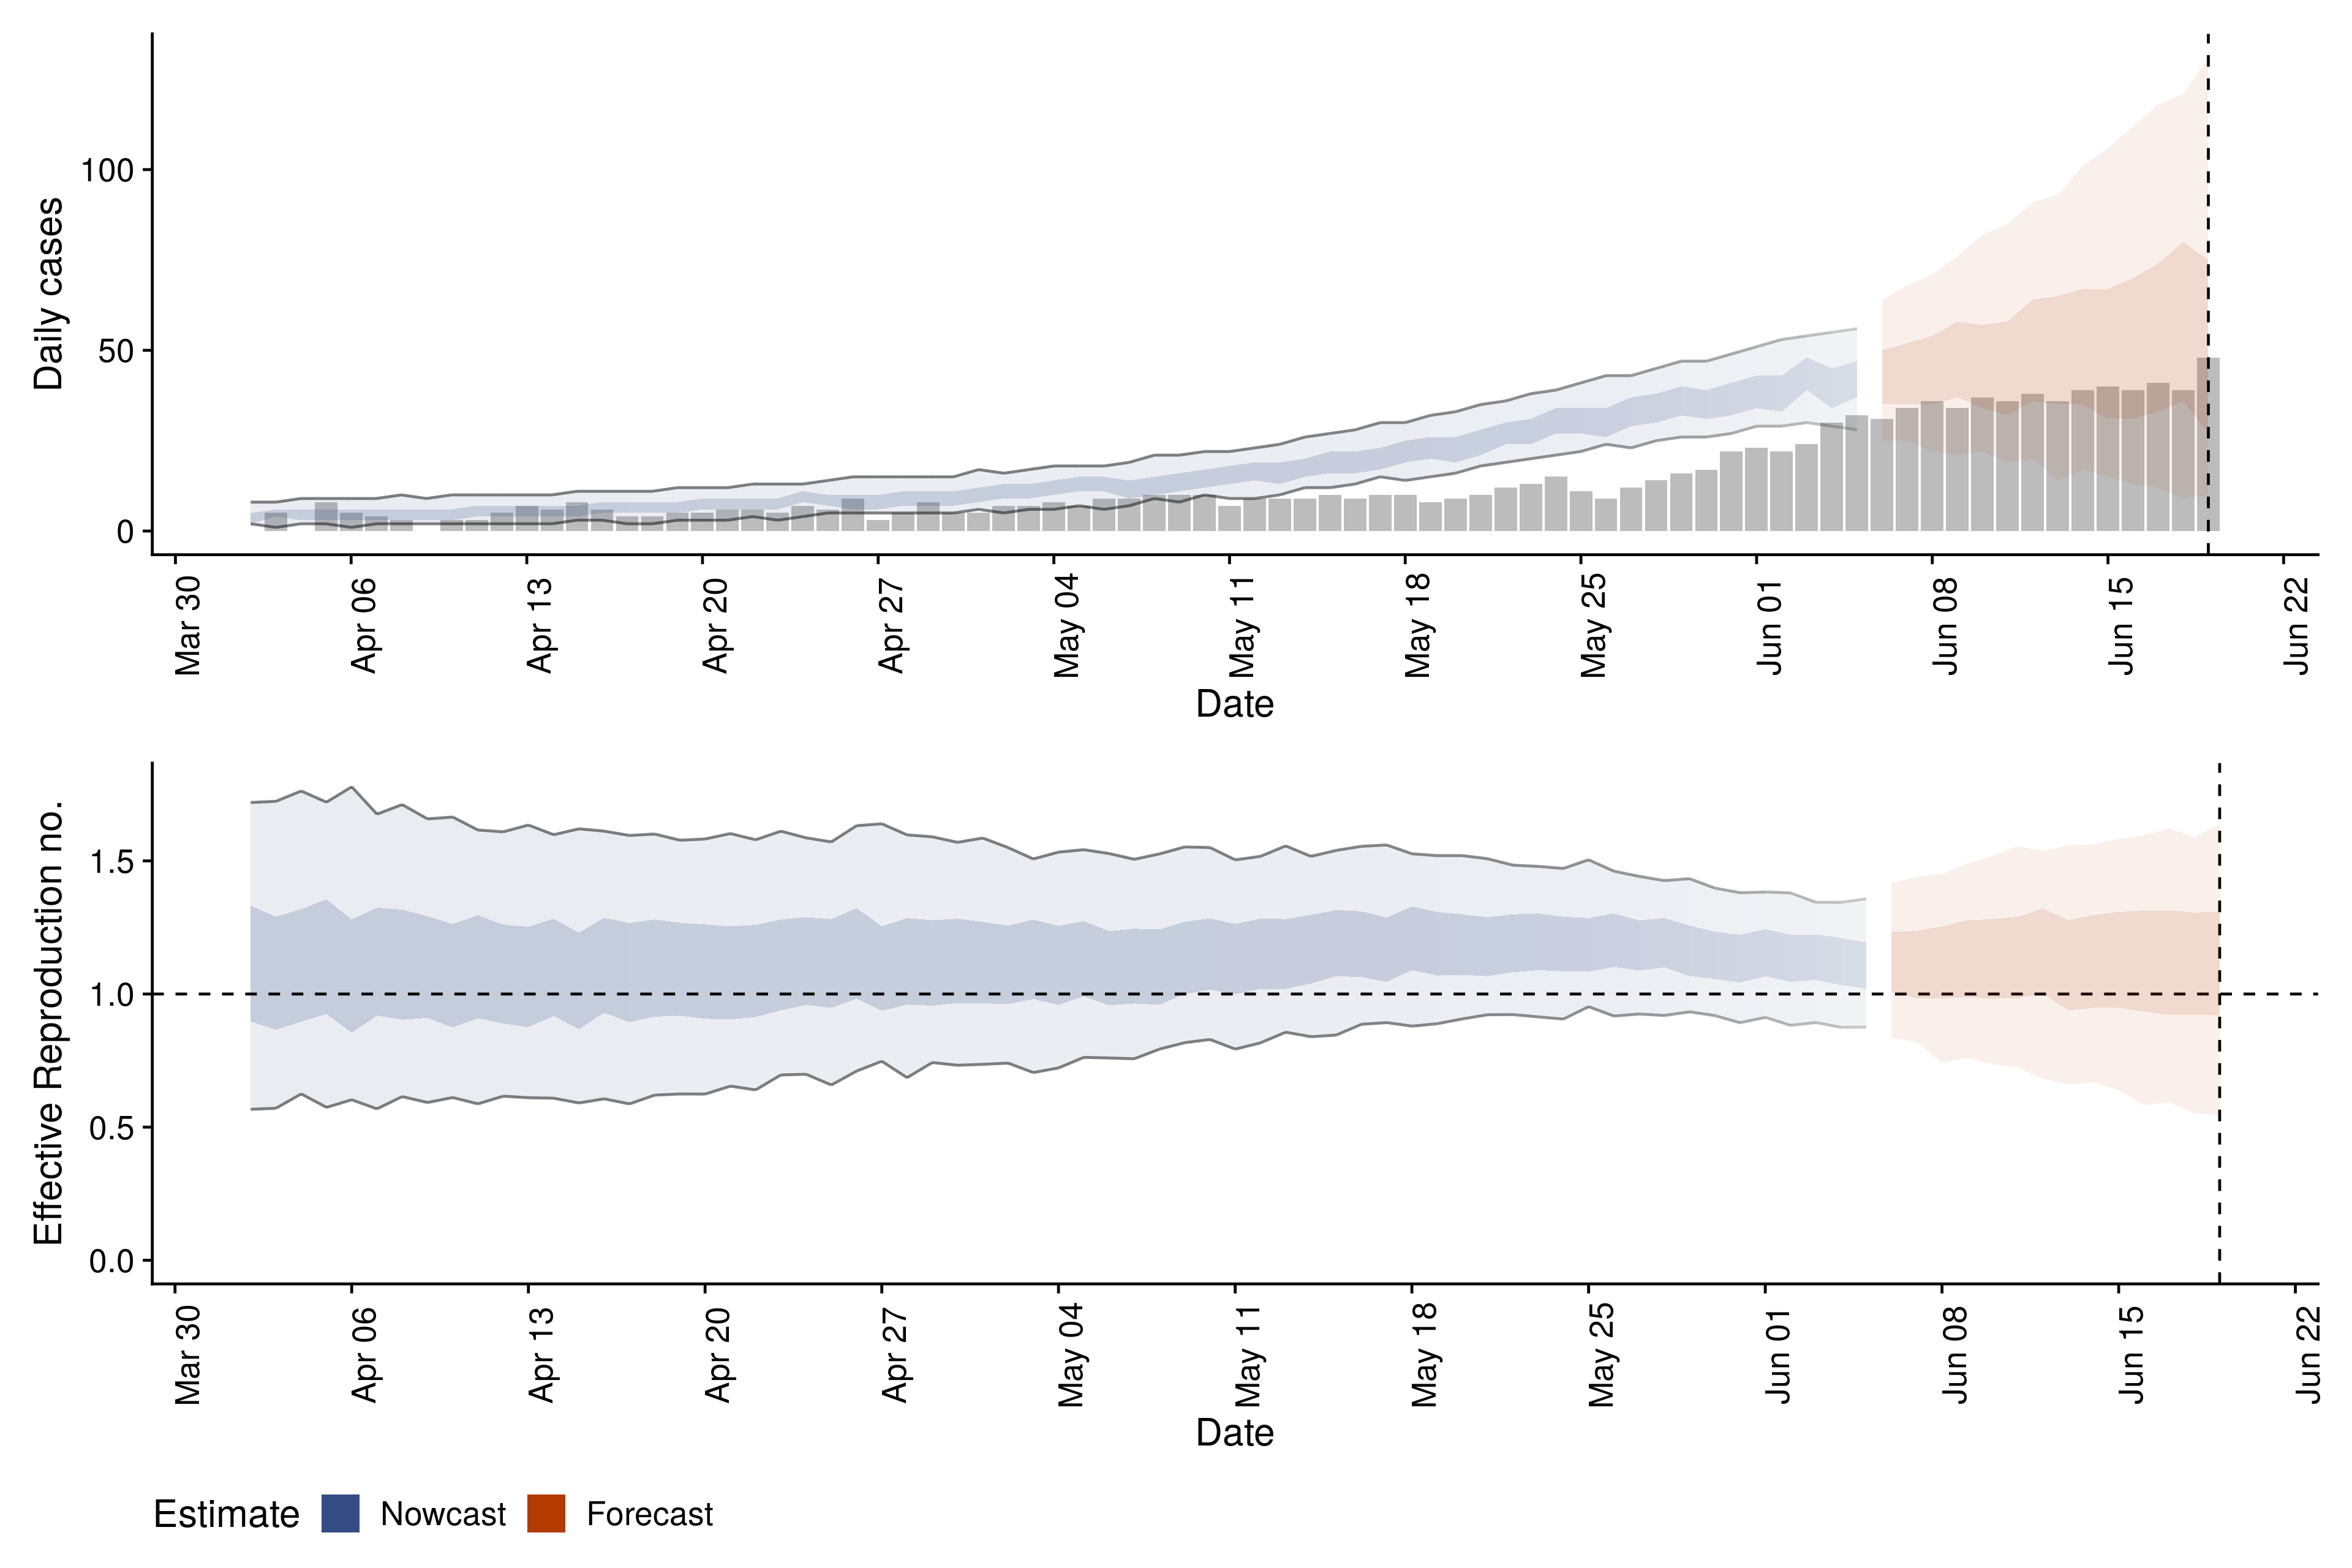 Daily cases
100
50
0
Mar 30
Apr 06
Apr 13
Apr 20
Apr 27
May 04
May 11
May 18
May 25
Jun 01
Jun 08
Jun 15
Jun 22
Date
Effective Reproduction no.
1.5
1.0
0.5
0.0
Mar 30
Apr 06
Apr 13
Apr 20
Apr 27
May 04
May 11
May 18
May 25
Jun 01
Jun 08
Jun 15
Jun 22
Date
Estimate Nowcast Forecast